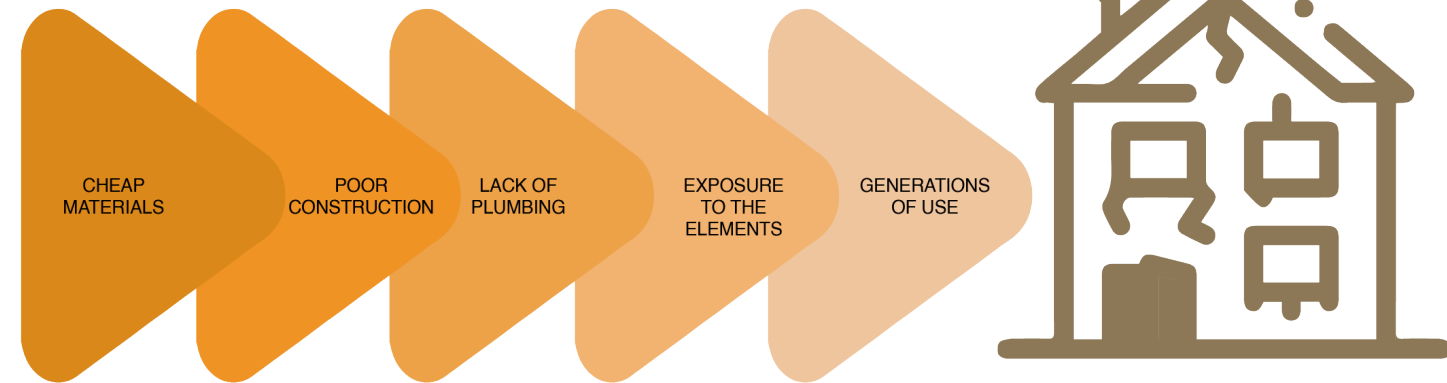 CHEAP
MATERIALS
POOR
CONSTRUCTION
LACK OF
PLUMBING
EXPOSURE
TO THE
ELEMENTS
GENERATIONS
OF USE